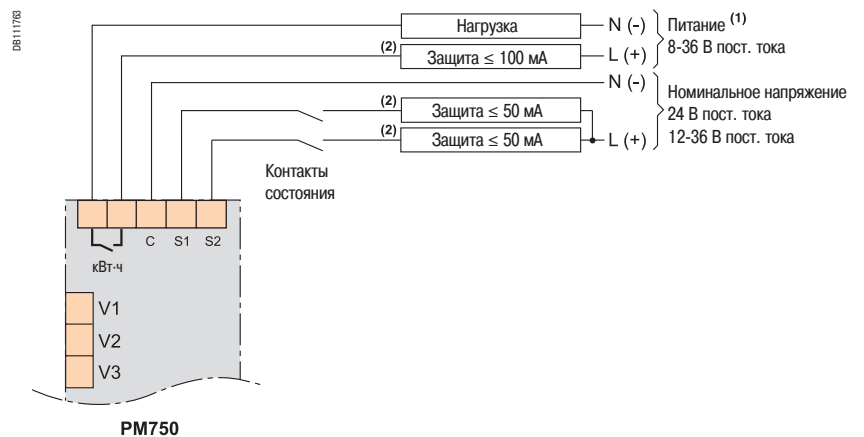 DB111763
Нагрузка
N (-)
Питание (1)
8-36 В пост. тока
(2)
Защита ≤ 100 мА
L (+)
N (-)
Номинальное напряжение
24 В пост. тока
12-36 В пост. тока
(2)
Защита ≤ 50 мА
(2)
Защита ≤ 50 мА
L (+)
Контакты
состояния
C S1 S2
кВт·ч
V1
V2
V3
PM750